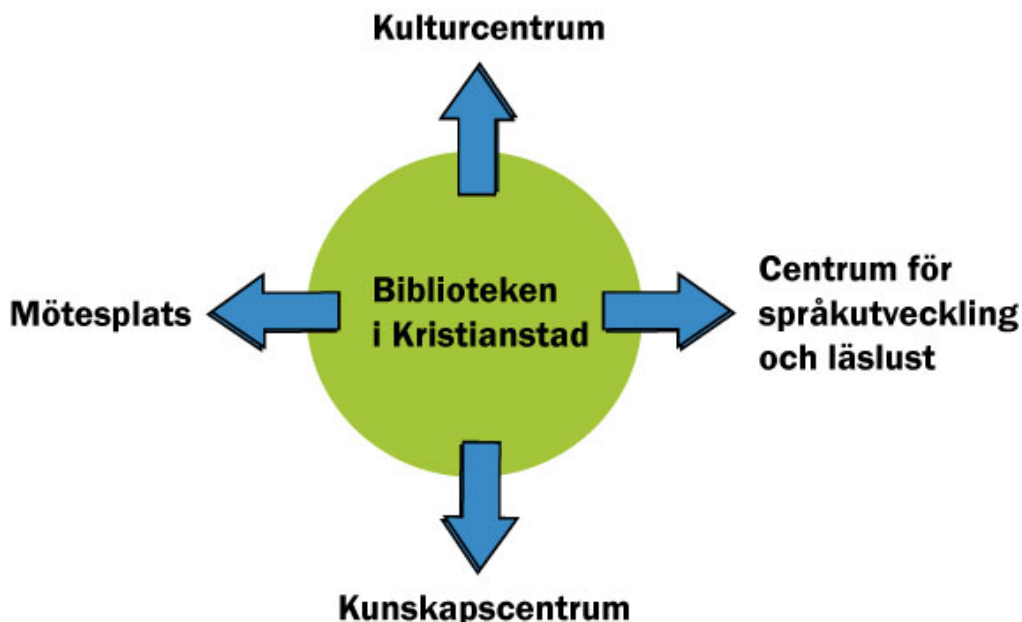 Kulturcentrum
Mötesplats
Biblioteken
i Kristianstad
Centrum för
språkutveckling
och läslust
Kunskapscentrum